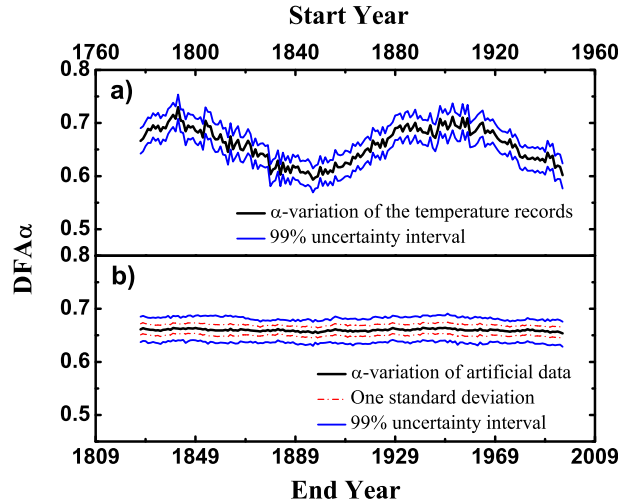 Start Year
1760 1800 1840 1880 1920 1960
0.8
a)
0.7
0.6
α-variation of the temperature records
99% uncertainty interval
0.8
DFAα
b)
0.7
0.6
α-variation of artificial data
One standard deviation
0.5
99% uncertainty interval
1809 1849 1889 1929 1969 2009
End Year